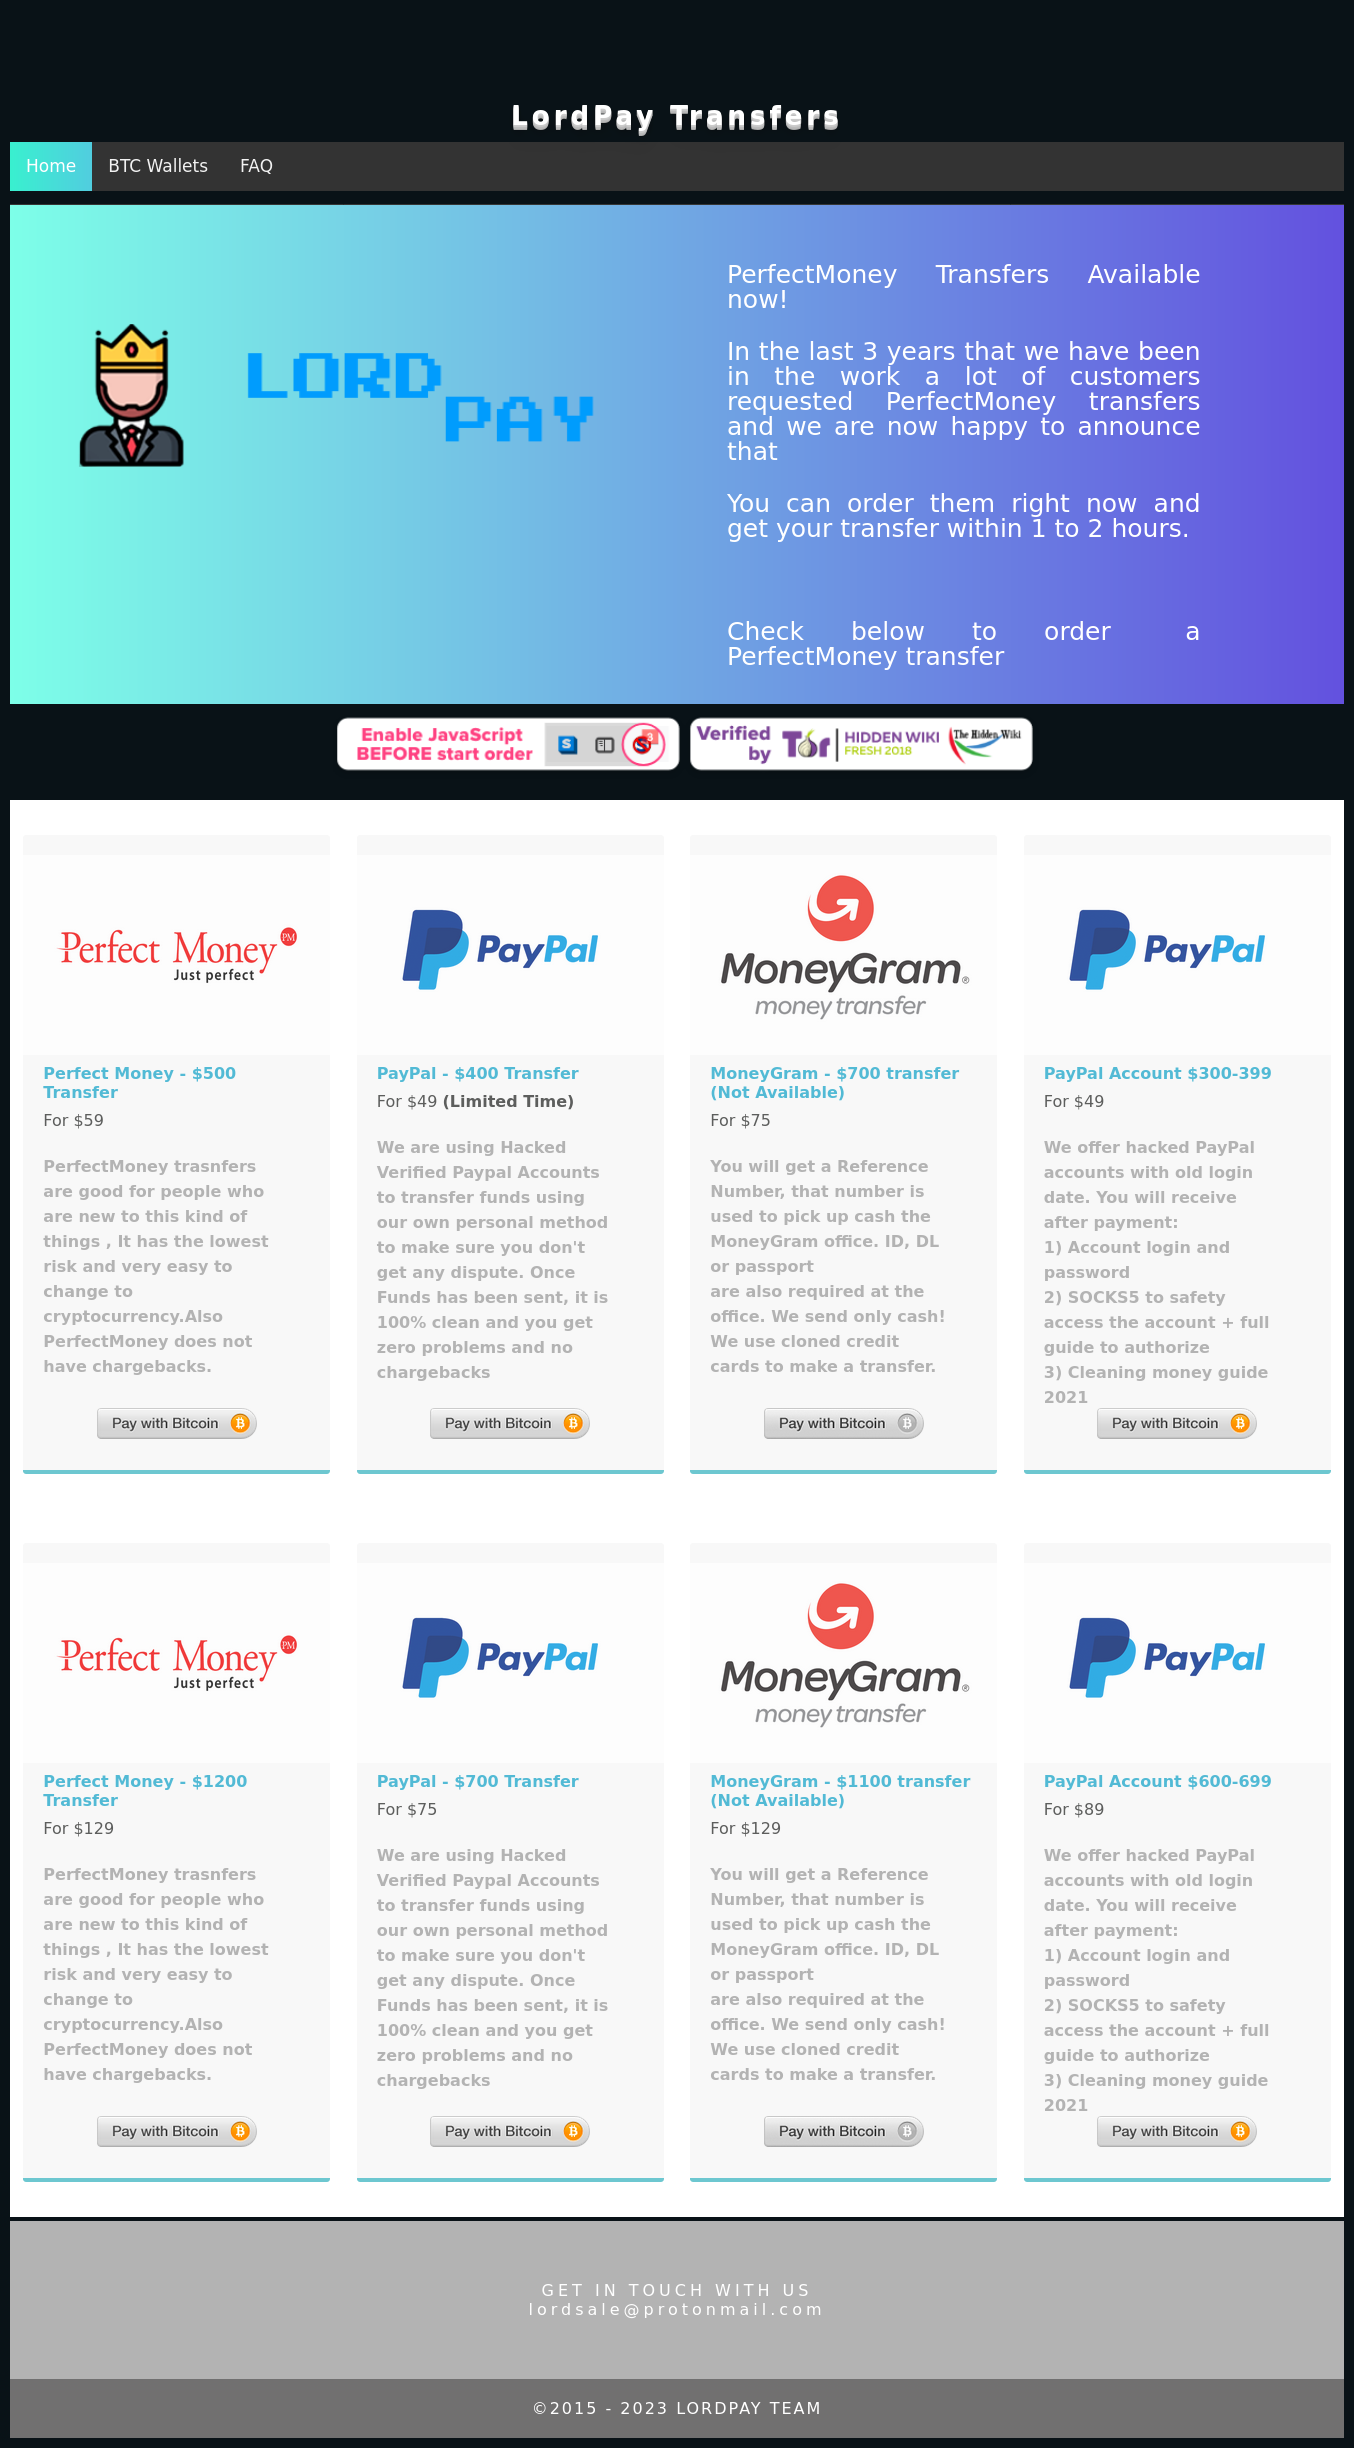 LordPay Transfers
Home BTC Wallets FAQ
LORD
PAY
PerfectMoney Transfers Available
now!
In the last 3 years that we have been
in the work a lot of customers
requested PerfectMoney transfers
and we are now happy to announce
that
You can order them right now and
get your transfer within 1 to 2 hours.
Check below to order a
PerfectMoney transfer
Enable JavaScript
BEFORE start order
S
3
Verified
by
Tor
HIDDEN WIKI
FRESH 2018
The Hidden Wiki
Perfect Money PM
Just perfect
Perfect Money - $500
Transfer
For $59
PerfectMoney trasnfers
are good for people who
are new to this kind of
things , It has the lowest
risk and very easy to
change to
cryptocurrency.Also
PerfectMoney does not
have chargebacks.
Pay with Bitcoin
PayPal
PayPal - $400 Transfer
For $49 (Limited Time)
We are using Hacked
Verified Paypal Accounts
to transfer funds using
our own personal method
to make sure you don't
get any dispute. Once
Funds has been sent, it is
100% clean and you get
zero problems and no
chargebacks
Pay with Bitcoin
MoneyGram®
money transfer
MoneyGram - $700 transfer
(Not Available)
For $75
You will get a Reference
Number, that number is
used to pick up cash the
MoneyGram office. ID, DL
or passport
are also required at the
office. We send only cash!
We use cloned credit
cards to make a transfer.
Pay with Bitcoin
PayPal
PayPal Account $300-399
For $49
We offer hacked PayPal
accounts with old login
date. You will receive
after payment:
1) Account login and
password
2) SOCKS5 to safety
access the account + full
guide to authorize
3) Cleaning money guide
2021
Pay with Bitcoin
Perfect Money PM
Just perfect
Perfect Money - $1200
Transfer
For $129
PerfectMoney trasnfers
are good for people who
are new to this kind of
things , It has the lowest
risk and very easy to
change to
cryptocurrency.Also
PerfectMoney does not
have chargebacks.
Pay with Bitcoin
PayPal
PayPal - $700 Transfer
For $75
We are using Hacked
Verified Paypal Accounts
to transfer funds using
our own personal method
to make sure you don't
get any dispute. Once
Funds has been sent, it is
100% clean and you get
zero problems and no
chargebacks
Pay with Bitcoin
MoneyGram®
money transfer
MoneyGram - $1100 transfer
(Not Available)
For $129
You will get a Reference
Number, that number is
used to pick up cash the
MoneyGram office. ID, DL
or passport
are also required at the
office. We send only cash!
We use cloned credit
cards to make a transfer.
Pay with Bitcoin
PayPal
PayPal Account $600-699
For $89
We offer hacked PayPal
accounts with old login
date. You will receive
after payment:
1) Account login and
password
2) SOCKS5 to safety
access the account + full
guide to authorize
3) Cleaning money guide
2021
Pay with Bitcoin
GET IN TOUCH WITH US
lordsale@protonmail.com
©2015 - 2023 LORDPAY TEAM